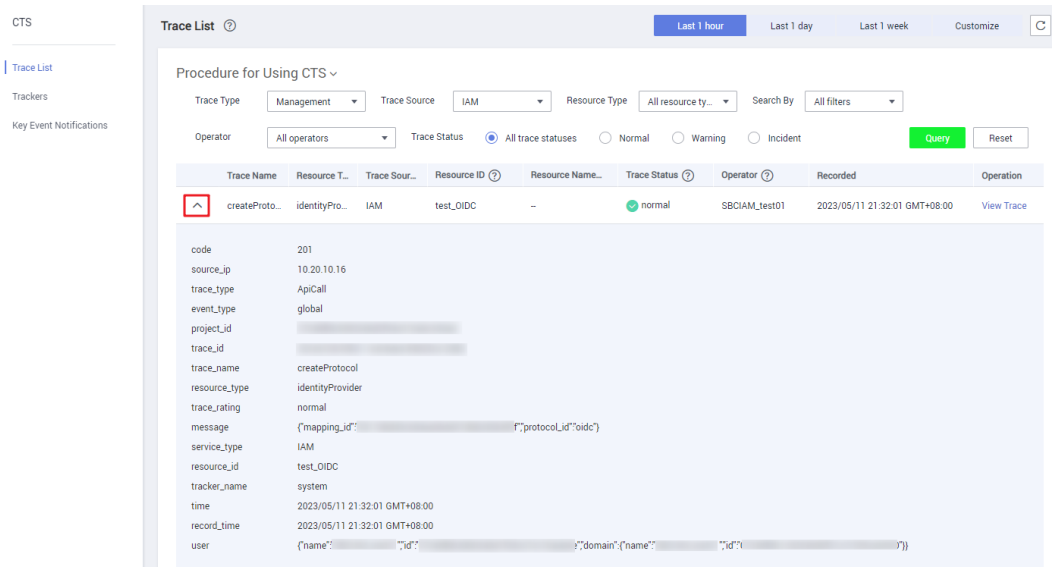 CTS
Trace List
Trackers
Key Event Notifications
Trace List ?
Last 1 hour Last 1 day Last 1 week Customize
Procedure for Using CTS
Trace Type Management Trace Source IAM Resource Type All resource ty... Search By All filters
Operator All operators Trace Status All trace statuses Normal Warning Incident Query Reset
Trace Name Resource T... Trace Sour... Resource ID ? Resource Name... Trace Status ? Operator ? Recorded Operation
createProto... identityPro... IAM test_OIDC -- normal SBCIAM_test01 2023/05/11 21:32:01 GMT+08:00 View Trace
code 201
source_ip 10.20.10.16
trace_type ApiCall
event_type global
project_id
trace_id
trace_name createProtocol
resource_type identityProvider
trace_rating normal
message {"mapping_id":" f","protocol_id":"oidc"}
service_type IAM
resource_id test_OIDC
tracker_name system
time 2023/05/11 21:32:01 GMT+08:00
record_time 2023/05/11 21:32:01 GMT+08:00
user {"name":" ","id":" e","domain":{"name":" ","id":" 0"}}